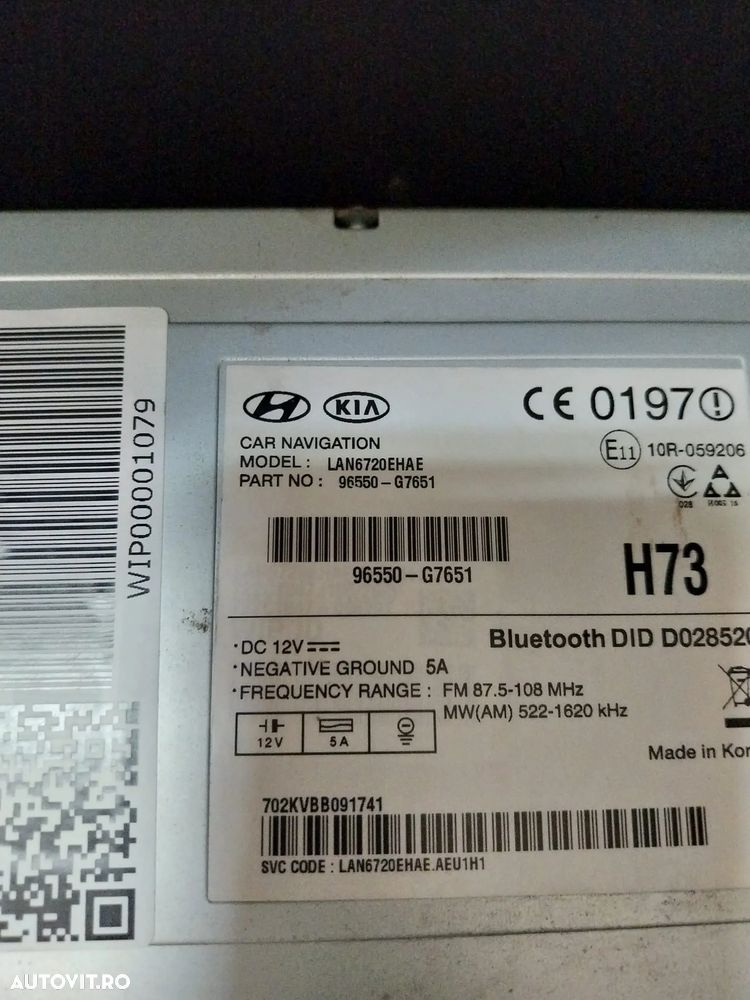 WIP00001079
KIA
CE 0197
CAR NAVIGATION
MODEL : LAN6720EHAE
PART NO : 96550-G7651
E11 10R-059206
028
96550-G7651
H73
·DC 12V
Bluetooth DID D028520
·NEGATIVE GROUND 5A
·FREQUENCY RANGE : FM 87.5-108 MHz
MW(AM) 522-1620 kHz
12V 5A
Made in Kor
702KVBB091741
SVC CODE : LAN6720EHAE.AEU1H1
AUTOVIT.RO